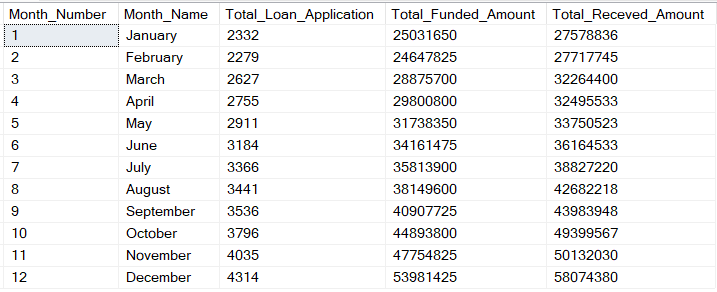 Month_Number Month_Name Total_Loan_Application Total_Funded_Amount Total_Receved_Amount
1 January 2332 25031650 27578836
2 February 2279 24647825 27717745
3 March 2627 28875700 32264400
4 April 2755 29800800 32495533
5 May 2911 31738350 33750523
6 June 3184 34161475 36164533
7 July 3366 35813900 38827220
8 August 3441 38149600 42682218
9 September 3536 40907725 43983948
10 October 3796 44893800 49399567
11 November 4035 47754825 50132030
12 December 4314 53981425 58074380